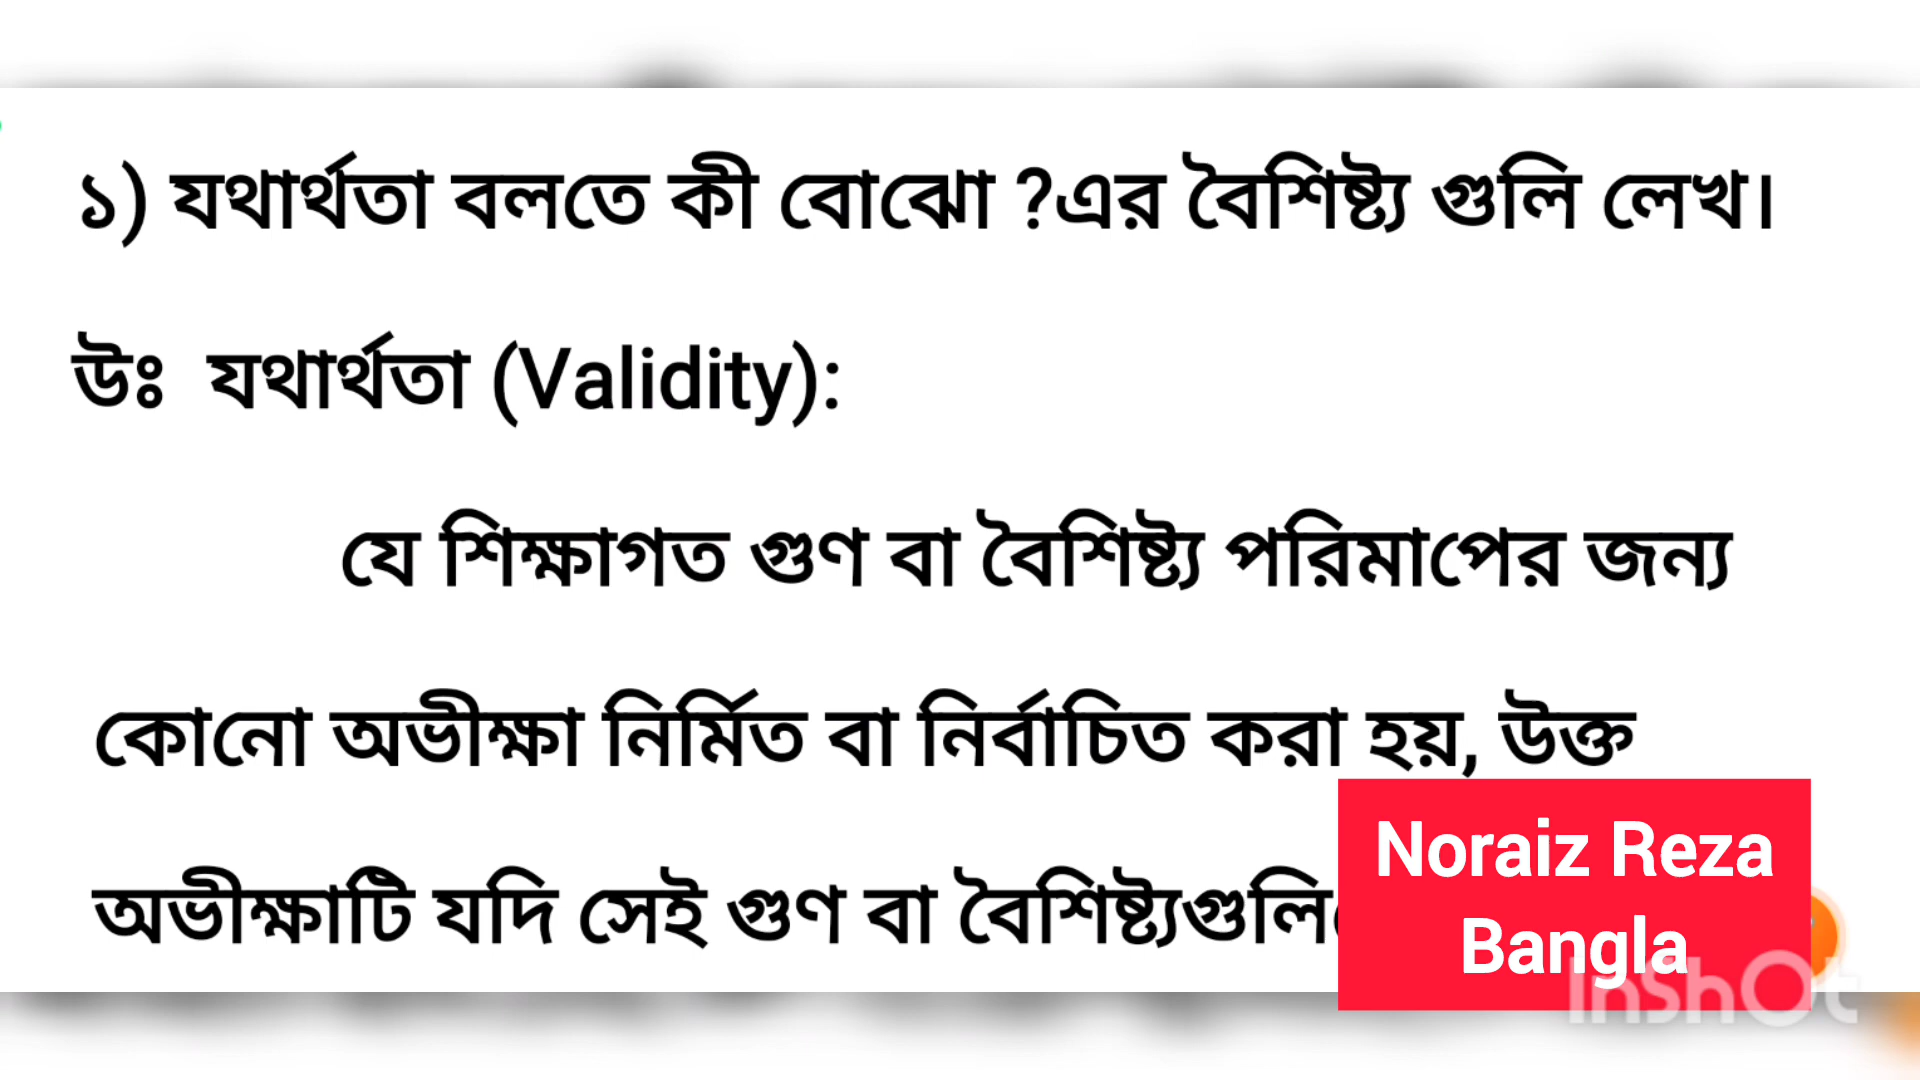 ১) যথার্থতা বলতে কী বোঝো ?এর বৈশিষ্ট্য গুলি লেখ।
উঃ যথার্থতা (Validity):
যে শিক্ষাগত গুণ বা বৈশিষ্ট্য পরিমাপের জন্য
কোনো অভীক্ষা নির্মিত বা নির্বাচিত করা হয়, উক্ত
অভীক্ষাটি যদি সেই গুণ বা
Noraiz Reza
Bangla
InShOt